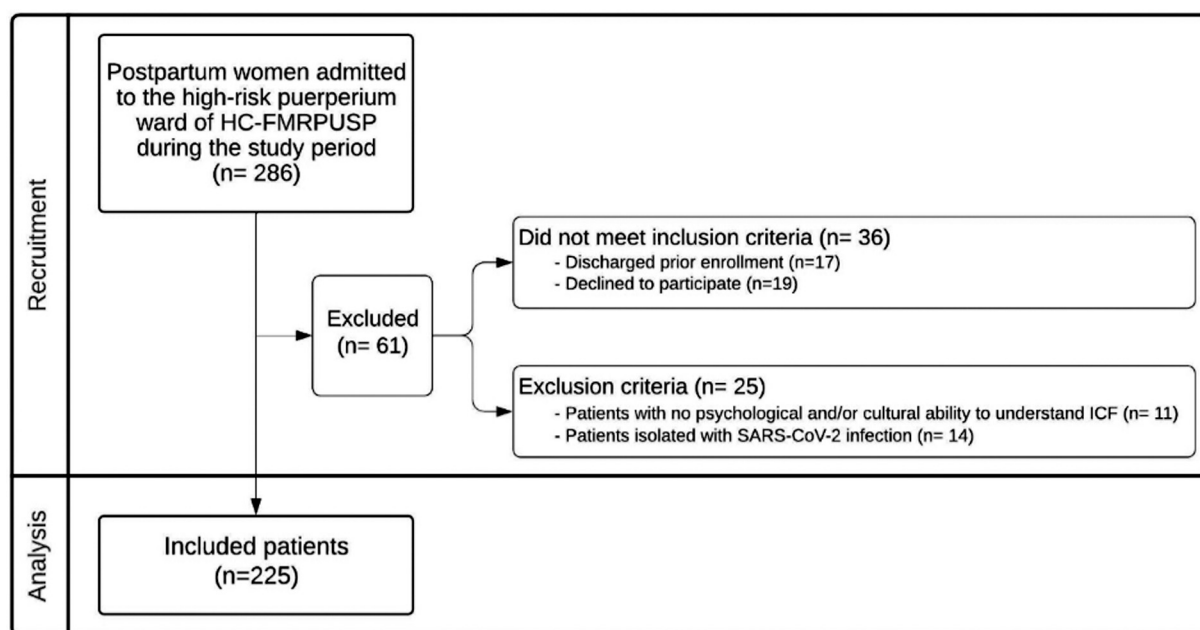 Recruitment
Postpartum women admitted
to the high-risk puerperium
ward of HC-FMRPUSP
during the study period
(n= 286)
Excluded
(n= 61)
Did not meet inclusion criteria (n= 36)
- Discharged prior enrollment (n=17)
- Declined to participate (n=19)
Exclusion criteria (n= 25)
- Patients with no psychological and/or cultural ability to understand ICF (n= 11)
- Patients isolated with SARS-CoV-2 infection (n= 14)
Analysis
Included patients
(n=225)